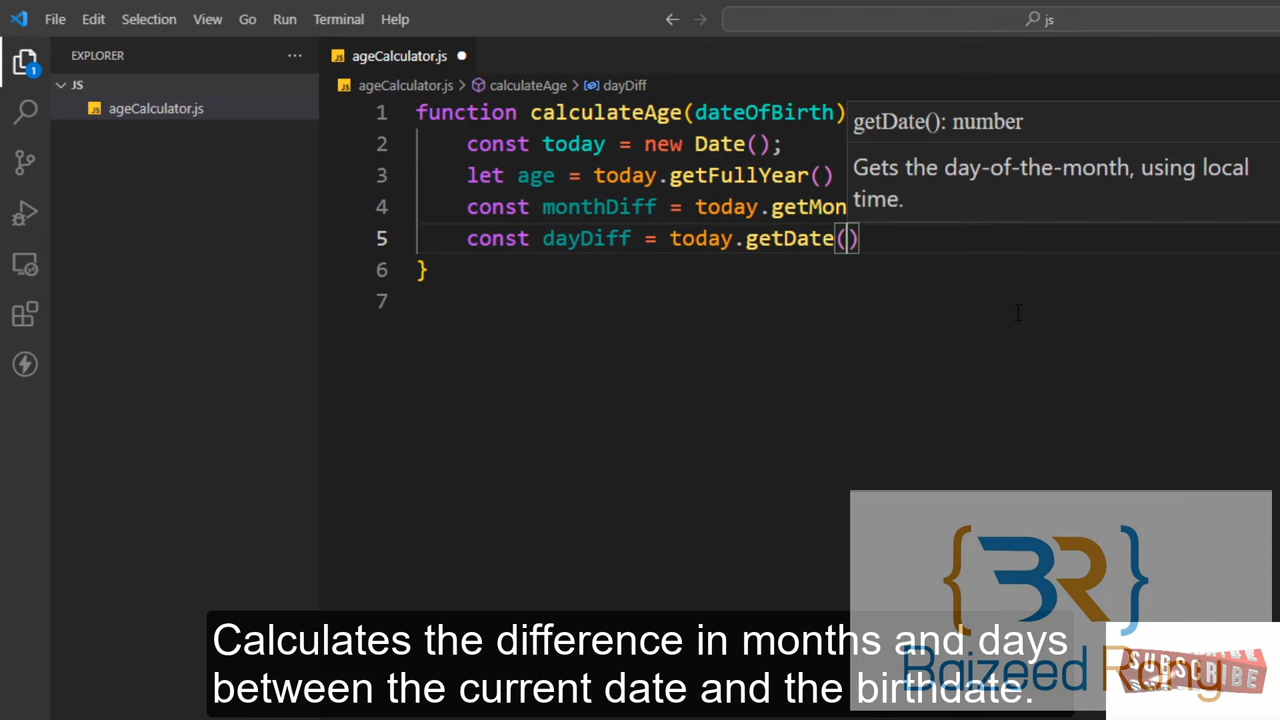 File Edit Selection View Go Run Terminal Help
js
EXPLORER
ageCalculator.js
JS
ageCalculator.js > calculateAge > dayDiff
ageCalculator.js
1 function calculateAge(dateOfBirth)
2 const today = new Date();
3 let age = today.getFullYear()
4 const monthDiff = today.getMon
5 const dayDiff = today.getDate()
6 }
7
getDate(): number
Gets the day-of-the-month, using local
time.
1
BR
Calculates the difference in months and days
between the current date and the birthdate.
Baizeed Rony
SUBSCRIBE